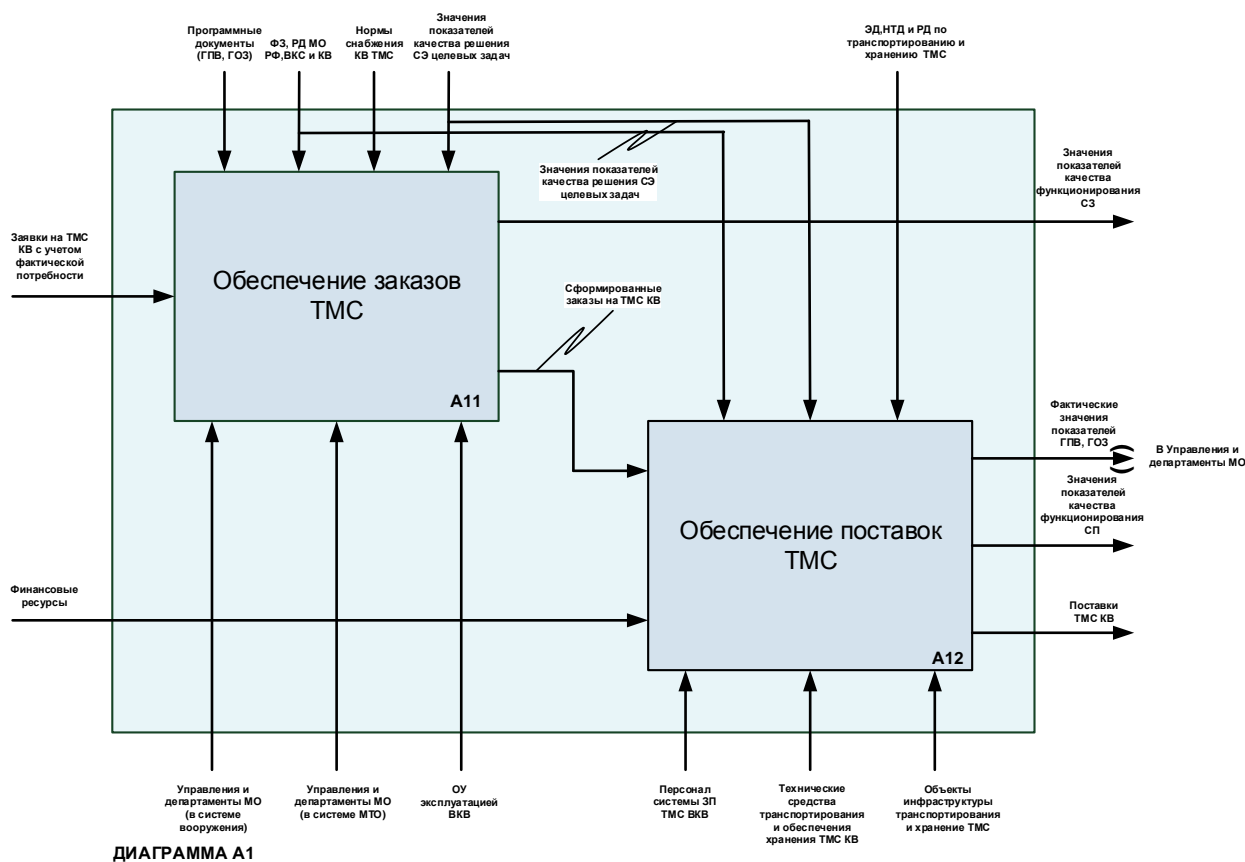 Программные
документы
(ГПВ, ГОЗ)
ФЗ, РД МО
РФ,ВКС и КВ
Нормы
снабжения
КВ ТМС
Значения
показателей
качества решения
СЭ целевых задач
ЭД,НТД и РД по
транспортированию и
хранению ТМС
Значения показателей
качества решения СЭ
целевых задач
Значения
показателей
качества
функционирования
СЗ
Заявки на ТМС
КВ с учетом
фактической
потребности
Обеспечение заказов
ТМС
А11
Сформированные
заказы на ТМС КВ
Фактические
значения
показателей
ГПВ, ГОЗ
В Управления и
департаменты МО
Значения
показателей
качества
функционирования
СП
Обеспечение поставок
ТМС
А12
Финансовые
ресурсы
Поставки
ТМС КВ
Управления и
департаменты МО
(в системе
вооружения)
Управления и
департаменты МО
(в системе МТО)
ОУ
эксплуатацией
ВКВ
Персонал
системы ЗП
ТМС ВКВ
Технические
средства
транспортирования
и обеспечения
хранения ТМС КВ
Объекты
инфраструктуры
транспортирования
и хранение ТМС
ДИАГРАММА А1